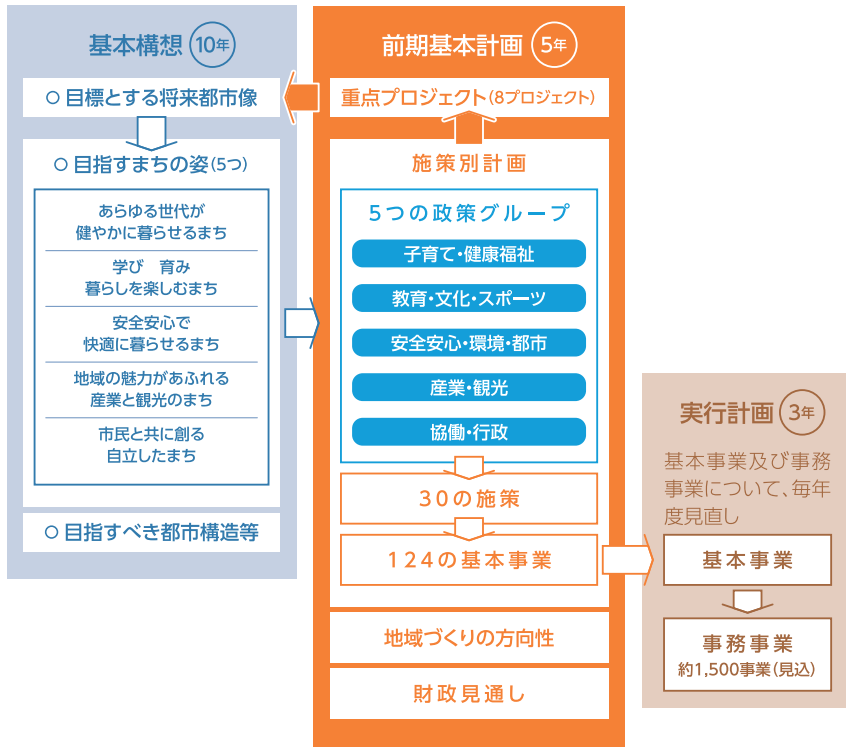 基本構想 10年
○ 目標とする将来都市像
○ 目指すまちの姿(5つ)
あらゆる世代が
健やかに暮らせるまち
学び　育み
暮らしを楽しむまち
安全安心で
快適に暮らせるまち
地域の魅力があふれる
産業と観光のまち
市民と共に創る
自立したまち
○ 目指すべき都市構造等
前期基本計画 5年
重点プロジェクト(8プロジェクト)
施策別計画
5つの政策グループ
子育て・健康福祉
教育・文化・スポーツ
安全安心・環境・都市
産業・観光
協働・行政
30の施策
124の基本事業
地域づくりの方向性
財政見通し
実行計画 3年
基本事業及び事務
事業について、毎年
度見直し
基本事業
事務事業
約1,500事業(見込)